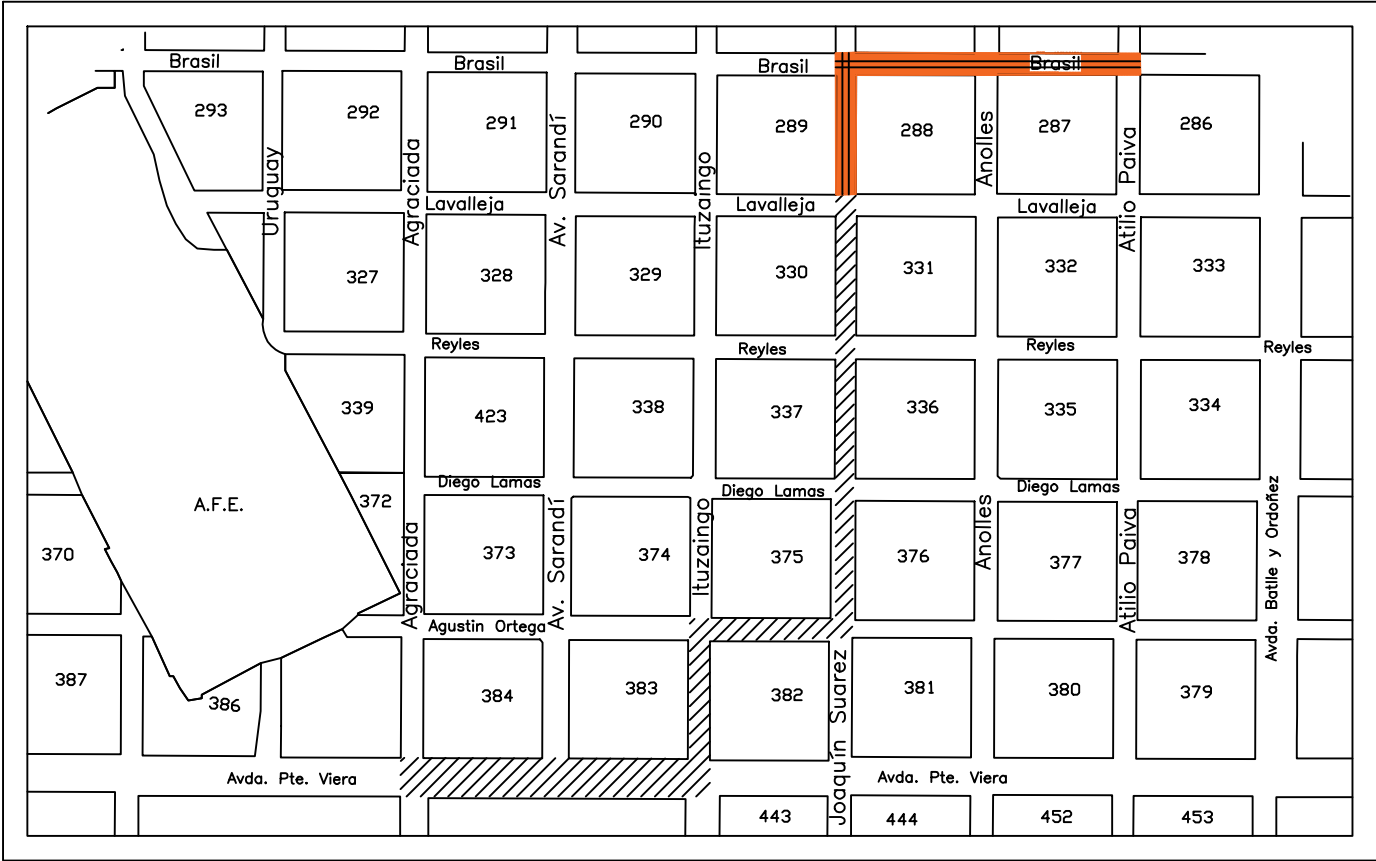 Brasil
Brasil
Brasil
Brasil
293
292
291
290
289
288
287
286
Uruguay
Agraciada
Av. Sarandí
Ituzaingo
Anolles
Atilio Paiva
Lavalleja
Lavalleja
Lavalleja
327
328
329
330
331
332
333
Reyles
Reyles
Reyles
Reyles
339
423
338
337
336
335
334
Diego Lamas
Diego Lamas
Diego Lamas
A.F.E.
372
370
373
374
375
376
377
378
Agraciada
Av. Sarandí
Ituzaingo
Anolles
Atilio Paiva
Avda. Batlle y Ordoñez
Agustin Ortega
387
386
384
383
382
Joaquín Suarez
381
380
379
Avda. Pte. Viera
Avda. Pte. Viera
443
444
452
453